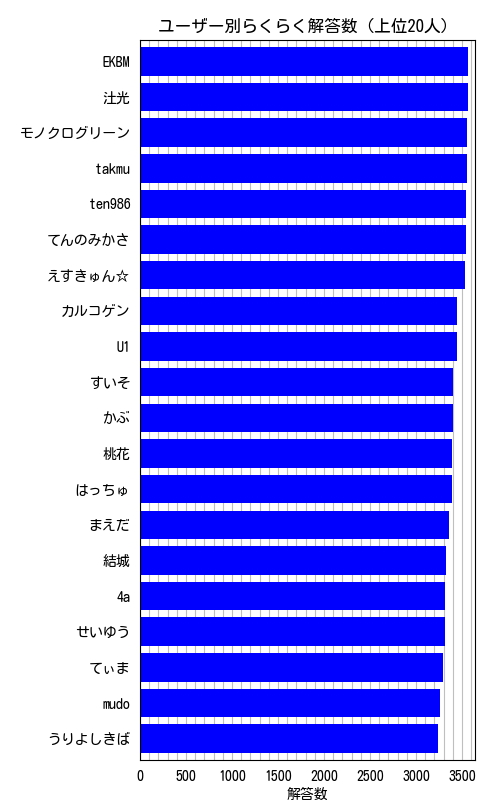 ユーザー別らくらく解答数（上位20人）
EKBM
汢光
モノクログリーン
takmu
ten986
てんのみかさ
えすきゅん☆
カルコゲン
U1
すいそ
かぶ
桃花
はっちゅ
まえだ
結城
4a
せいゆう
てぃま
mudo
うりよしきば
0 500 1000 1500 2000 2500 3000 3500
解答数